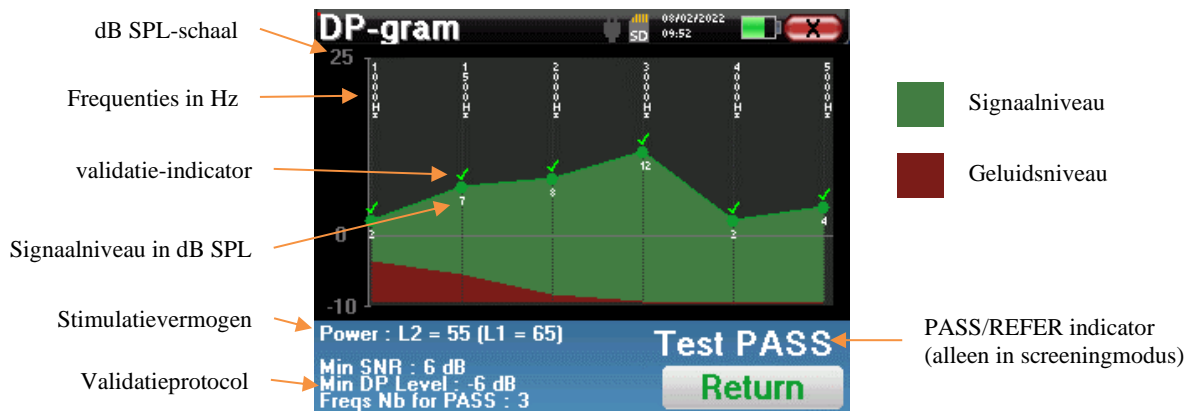 dB SPL-schaal
Frequenties in Hz
validatie-indicator
Signaalniveau in dB SPL
Stimulatievermogen
Validatieprotocol
DP-gram
SD
08/02/2022
09:52
X
25
0
-10
1000Hz
1500Hz
2000Hz
3000Hz
4000Hz
5000Hz
2
7
8
12
2
4
Power : L2 = 55 (L1 = 65)
Min SNR : 6 dB
Min DP Level : -6 dB
Freqs Nb for PASS : 3
Test PASS
Return
Signaalniveau
Geluidsniveau
PASS/REFER indicator
(alleen in screeningmodus)